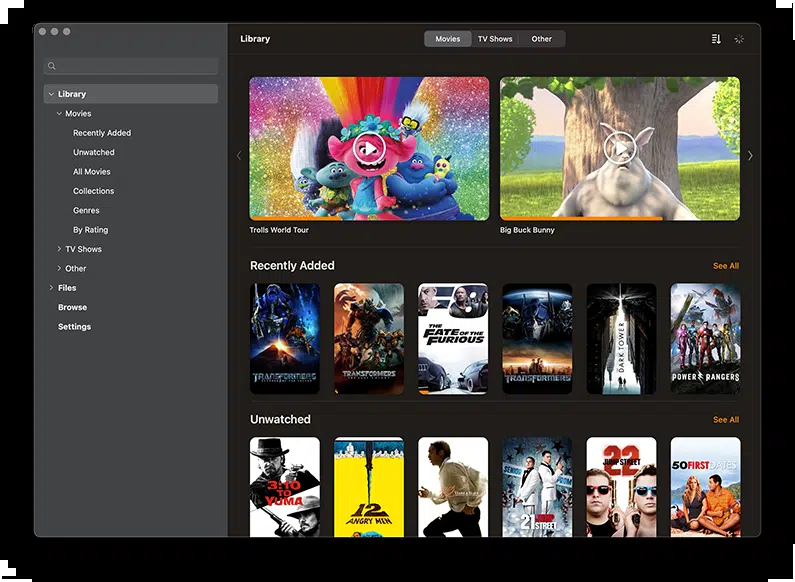 Library
Movies
TV Shows
Other
Library
Movies
Recently Added
Unwatched
All Movies
Collections
Genres
By Rating
TV Shows
Other
Files
Browse
Settings
Trolls World Tour
Big Buck Bunny
Recently Added
See All
TRANSFORMERS
TRANSFORMERS
THE
FATE OF THE
FURIOUS
TRANSFORMERS
DARK TOWER
POWER RANGERS
Unwatched
See All
3:10
TO
YUMA
12
ANGRY MEN
21 JUMP
STREET
22
JUMP STREET
50 FIRST DATES